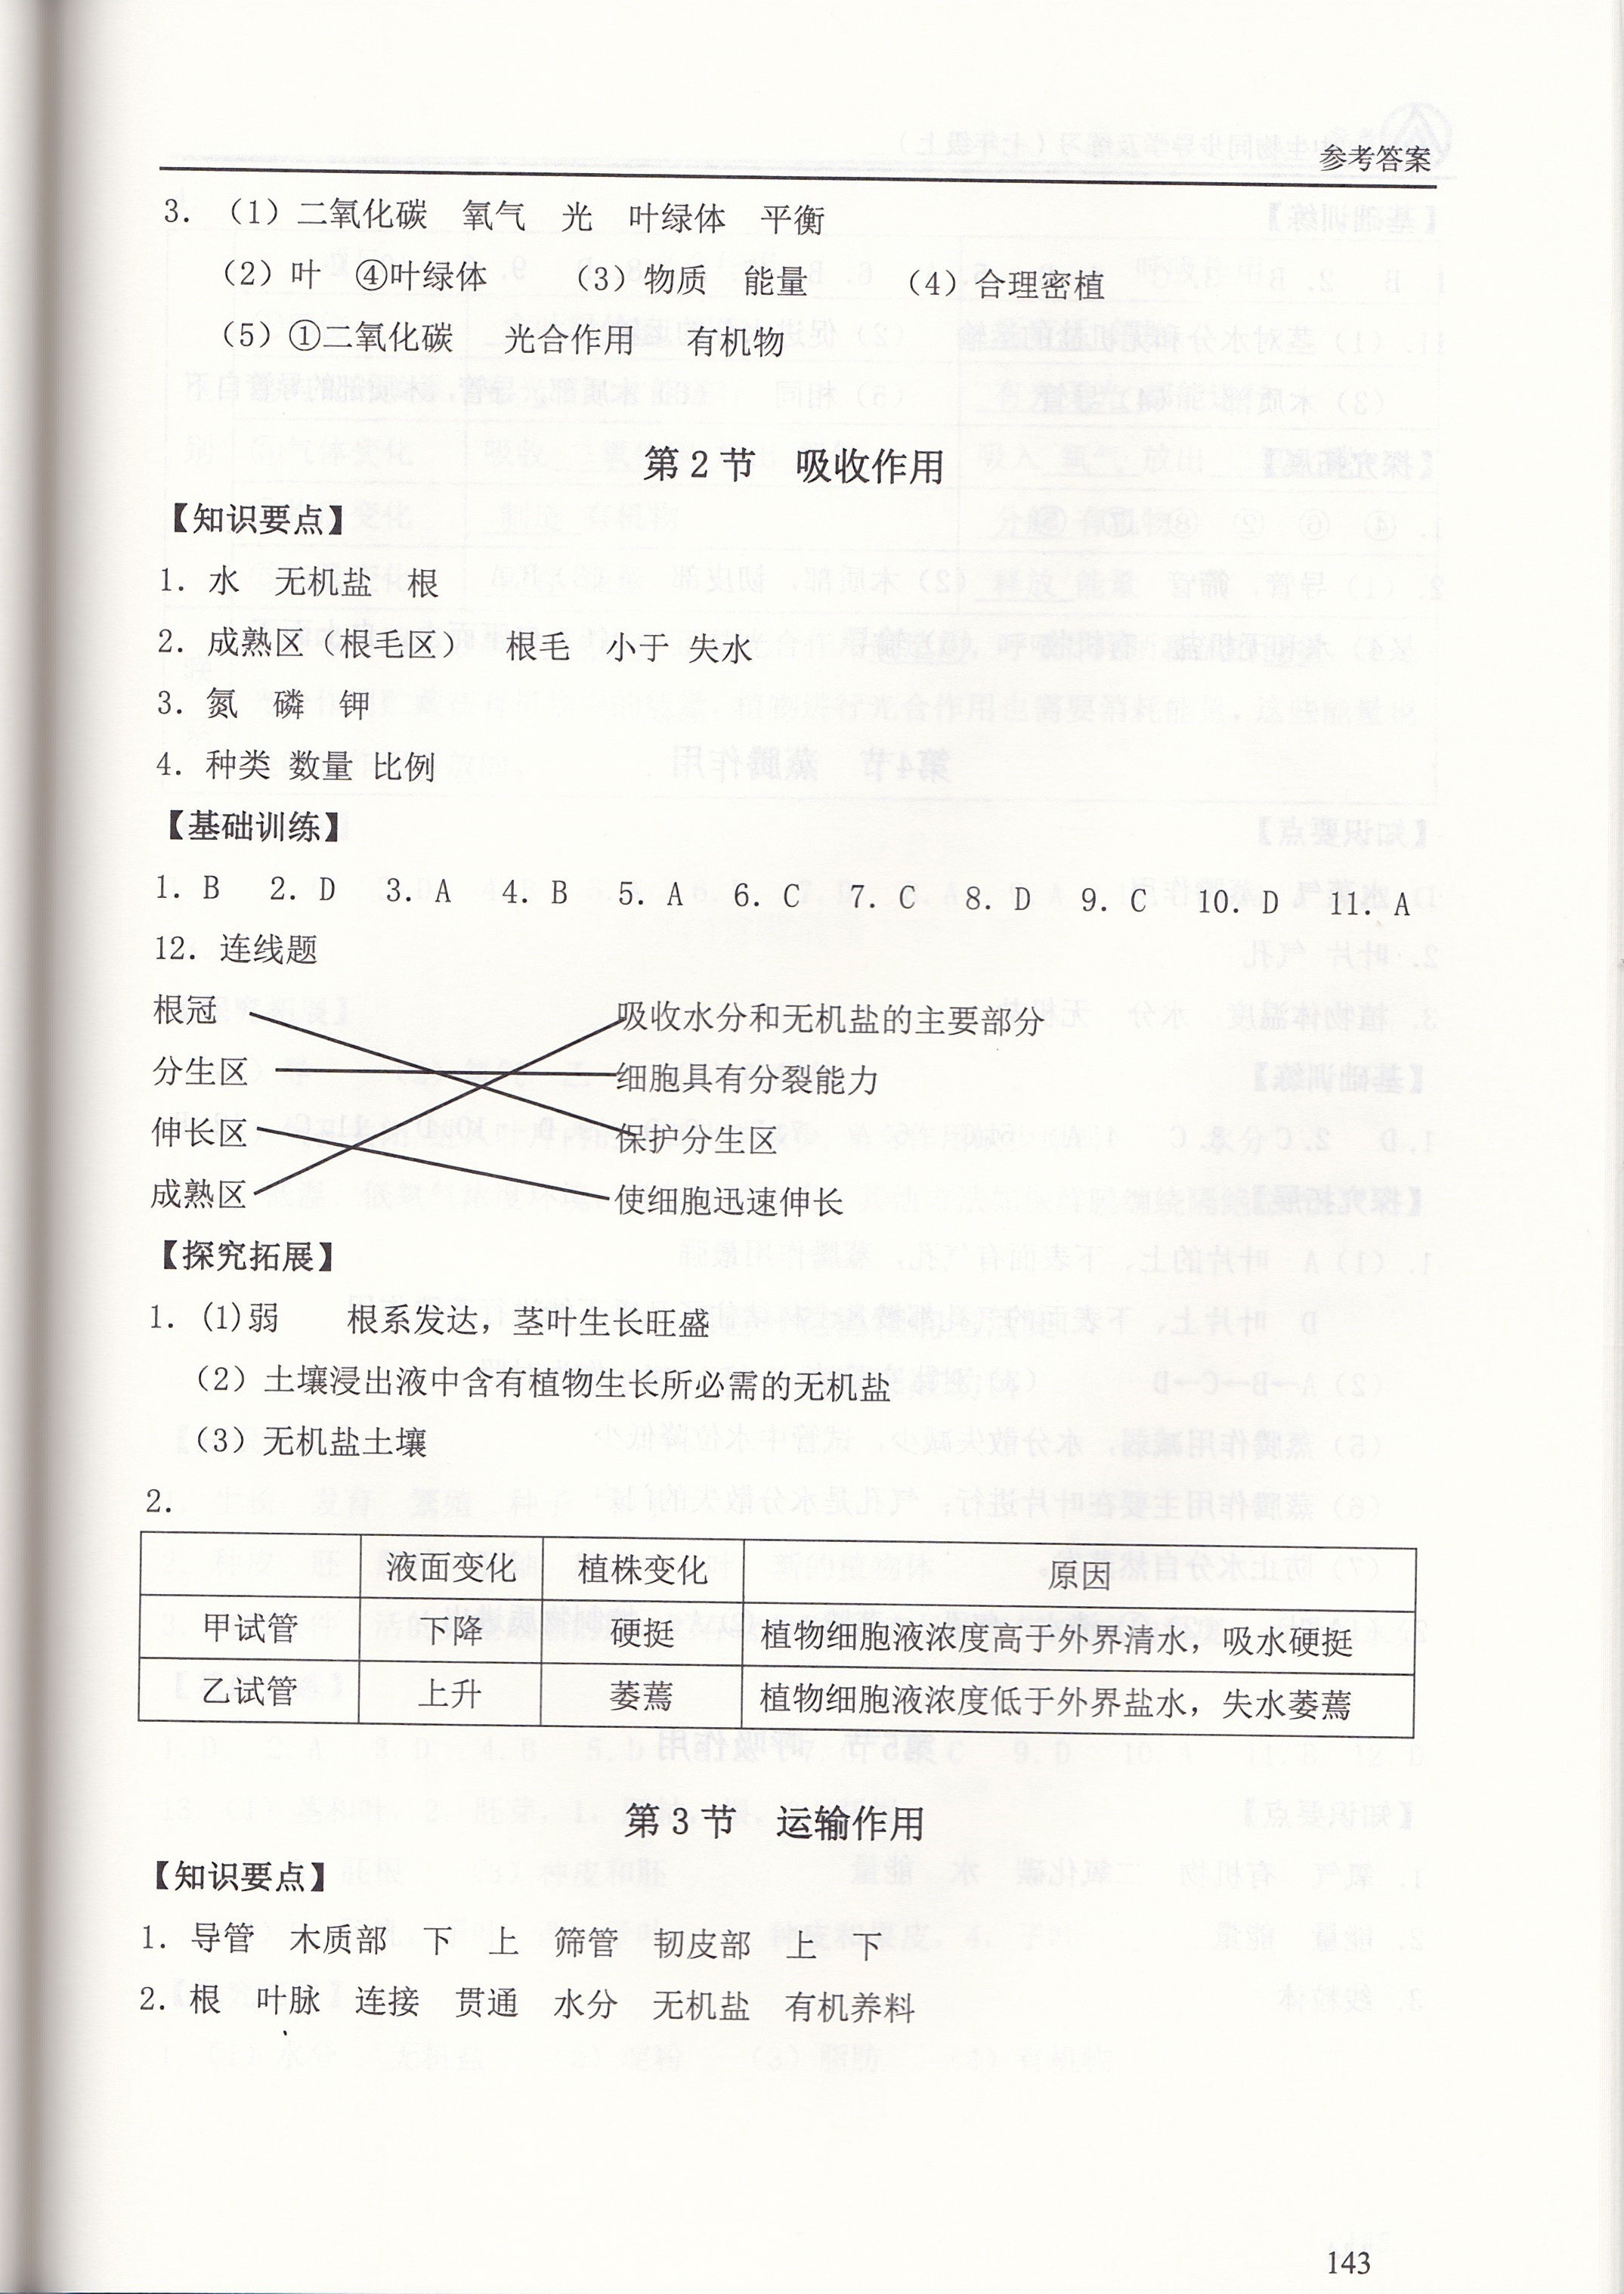 参考答案
3. （1）二氧化碳 氧气 光 叶绿体 平衡
（2）叶 ④叶绿体 （3）物质 能量 （4）合理密植
（5）①二氧化碳 光合作用 有机物
第 2 节 吸收作用
【知识要点】
1. 水 无机盐 根
2. 成熟区（根毛区） 根毛 小于 失水
3. 氮 磷 钾
4. 种类 数量 比例
【基础训练】
1. B 2. D 3. A 4. B 5. A 6. C 7. C 8. D 9. C 10. D 11. A
12. 连线题
根冠 吸收水分和无机盐的主要部分
分生区 细胞具有分裂能力
伸长区 保护分生区
成熟区 使细胞迅速伸长
【探究拓展】
1. (1)弱 根系发达，茎叶生长旺盛
（2）土壤浸出液中含有植物生长所必需的无机盐
（3）无机盐土壤
2.
液面变化 植株变化 原因
甲试管 下降 硬挺 植物细胞液浓度高于外界清水，吸水硬挺
乙试管 上升 萎蔫 植物细胞液浓度低于外界盐水，失水萎蔫
第 3 节 运输作用
【知识要点】
1. 导管 木质部 下 上 筛管 韧皮部 上 下
2. 根 叶脉 连接 贯通 水分 无机盐 有机养料
143